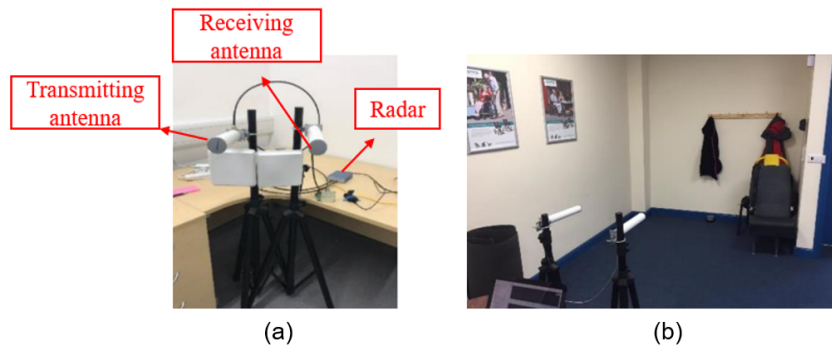 Receiving
antenna
Transmitting
antenna
Radar
(a)
(b)